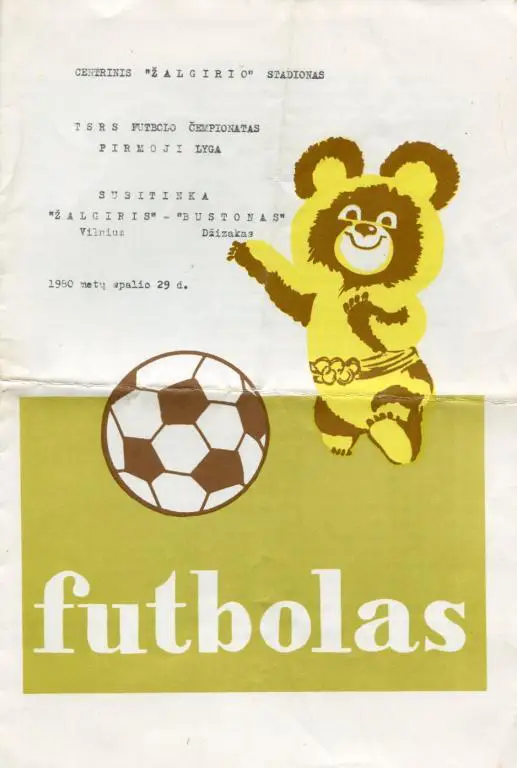 CENTRINIS "ŽALGIRIO" STADIONAS
TSRS FUTBOLO ČEMPIONATAS
PIRMOJI LYGA
SUSITINKA
"ŽALGIRIS" - "BUSTONAS"
Vilnius Džizakas
1980 metų spalio 29 d.
futbolas